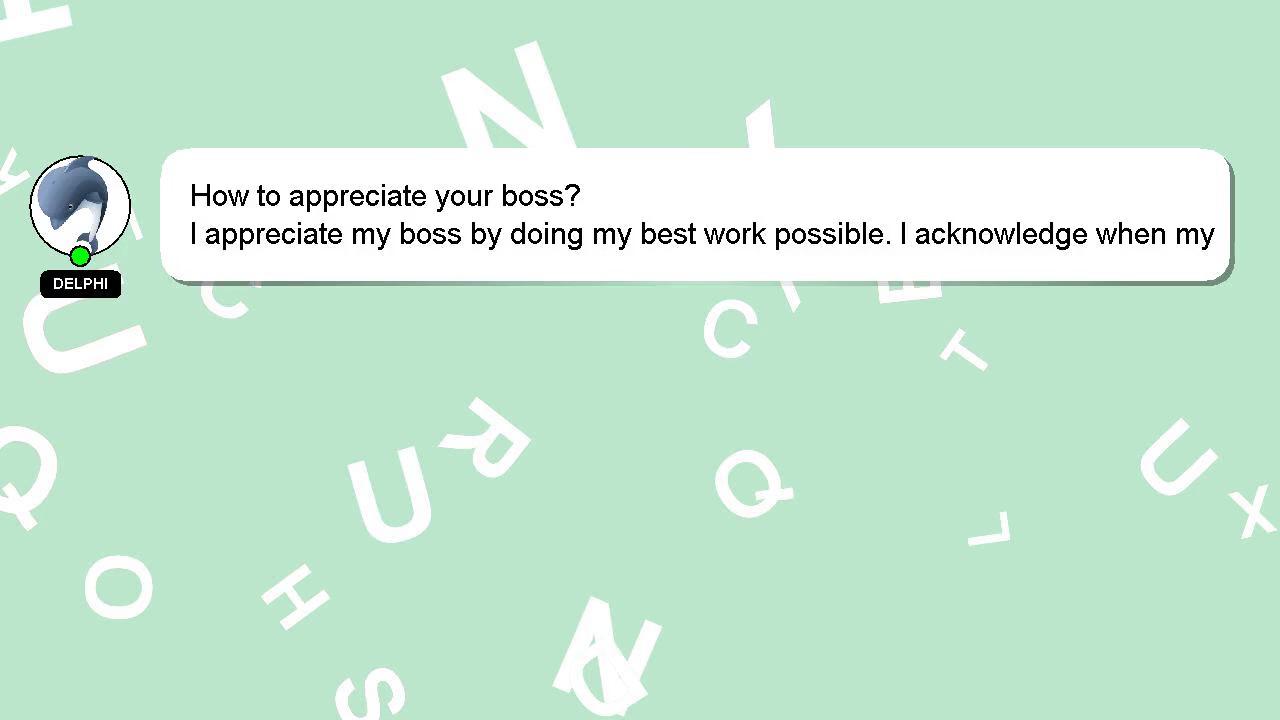 How to appreciate your boss?
I appreciate my boss by doing my best work possible. I acknowledge when my
DELPHI
N
U
C
C
E
T
Q
U
R
Q
U
X
L
O
H
N
S